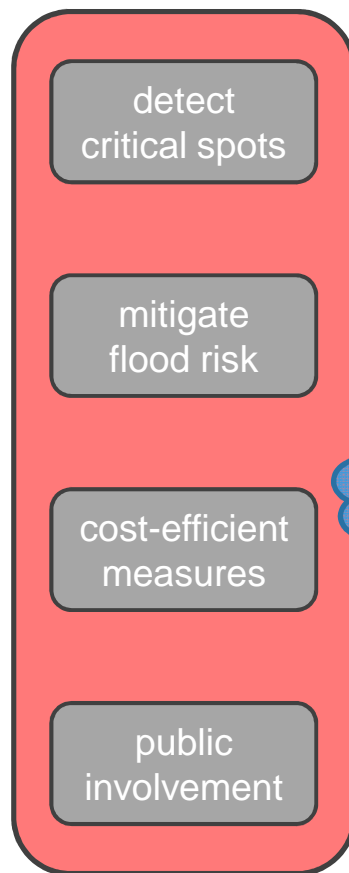 detect
critical spots
mitigate
flood risk
cost-efficient
measures
public
involvement